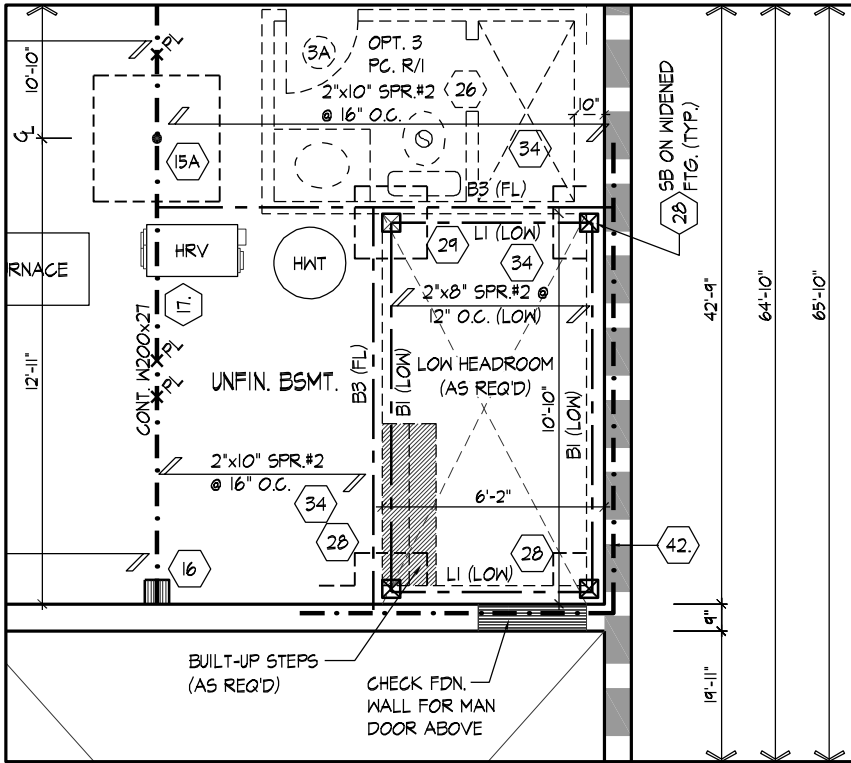 10'-10"
PL
3A
OPT. 3
PC. R/I
2"x10" SPR.#2
@ 16" O.C.
26
10"
SB ON WIDENED
FTG. (TYP.)
28
CL
15A
34
B3 (FL)
L1 (LOW)
29
34
HRV
HWT
RNACE
17.
2"x8" SPR.#2 @
12" O.C. (LOW)
42'-9"
64'-10"
65'-10"
12'-11"
CONT. W200x27
PL
PL
UNFIN. BSMT.
B3 (FL)
B1 (LOW)
LOW HEADROOM
(AS REQ'D)
10'-10"
B1 (LOW)
2"x10" SPR.#2
@ 16" O.C.
34
28
6'-2"
16
28
42.
L1 (LOW)
9"
BUILT-UP STEPS
(AS REQ'D)
CHECK FDN.
WALL FOR MAN
DOOR ABOVE
19'-11"